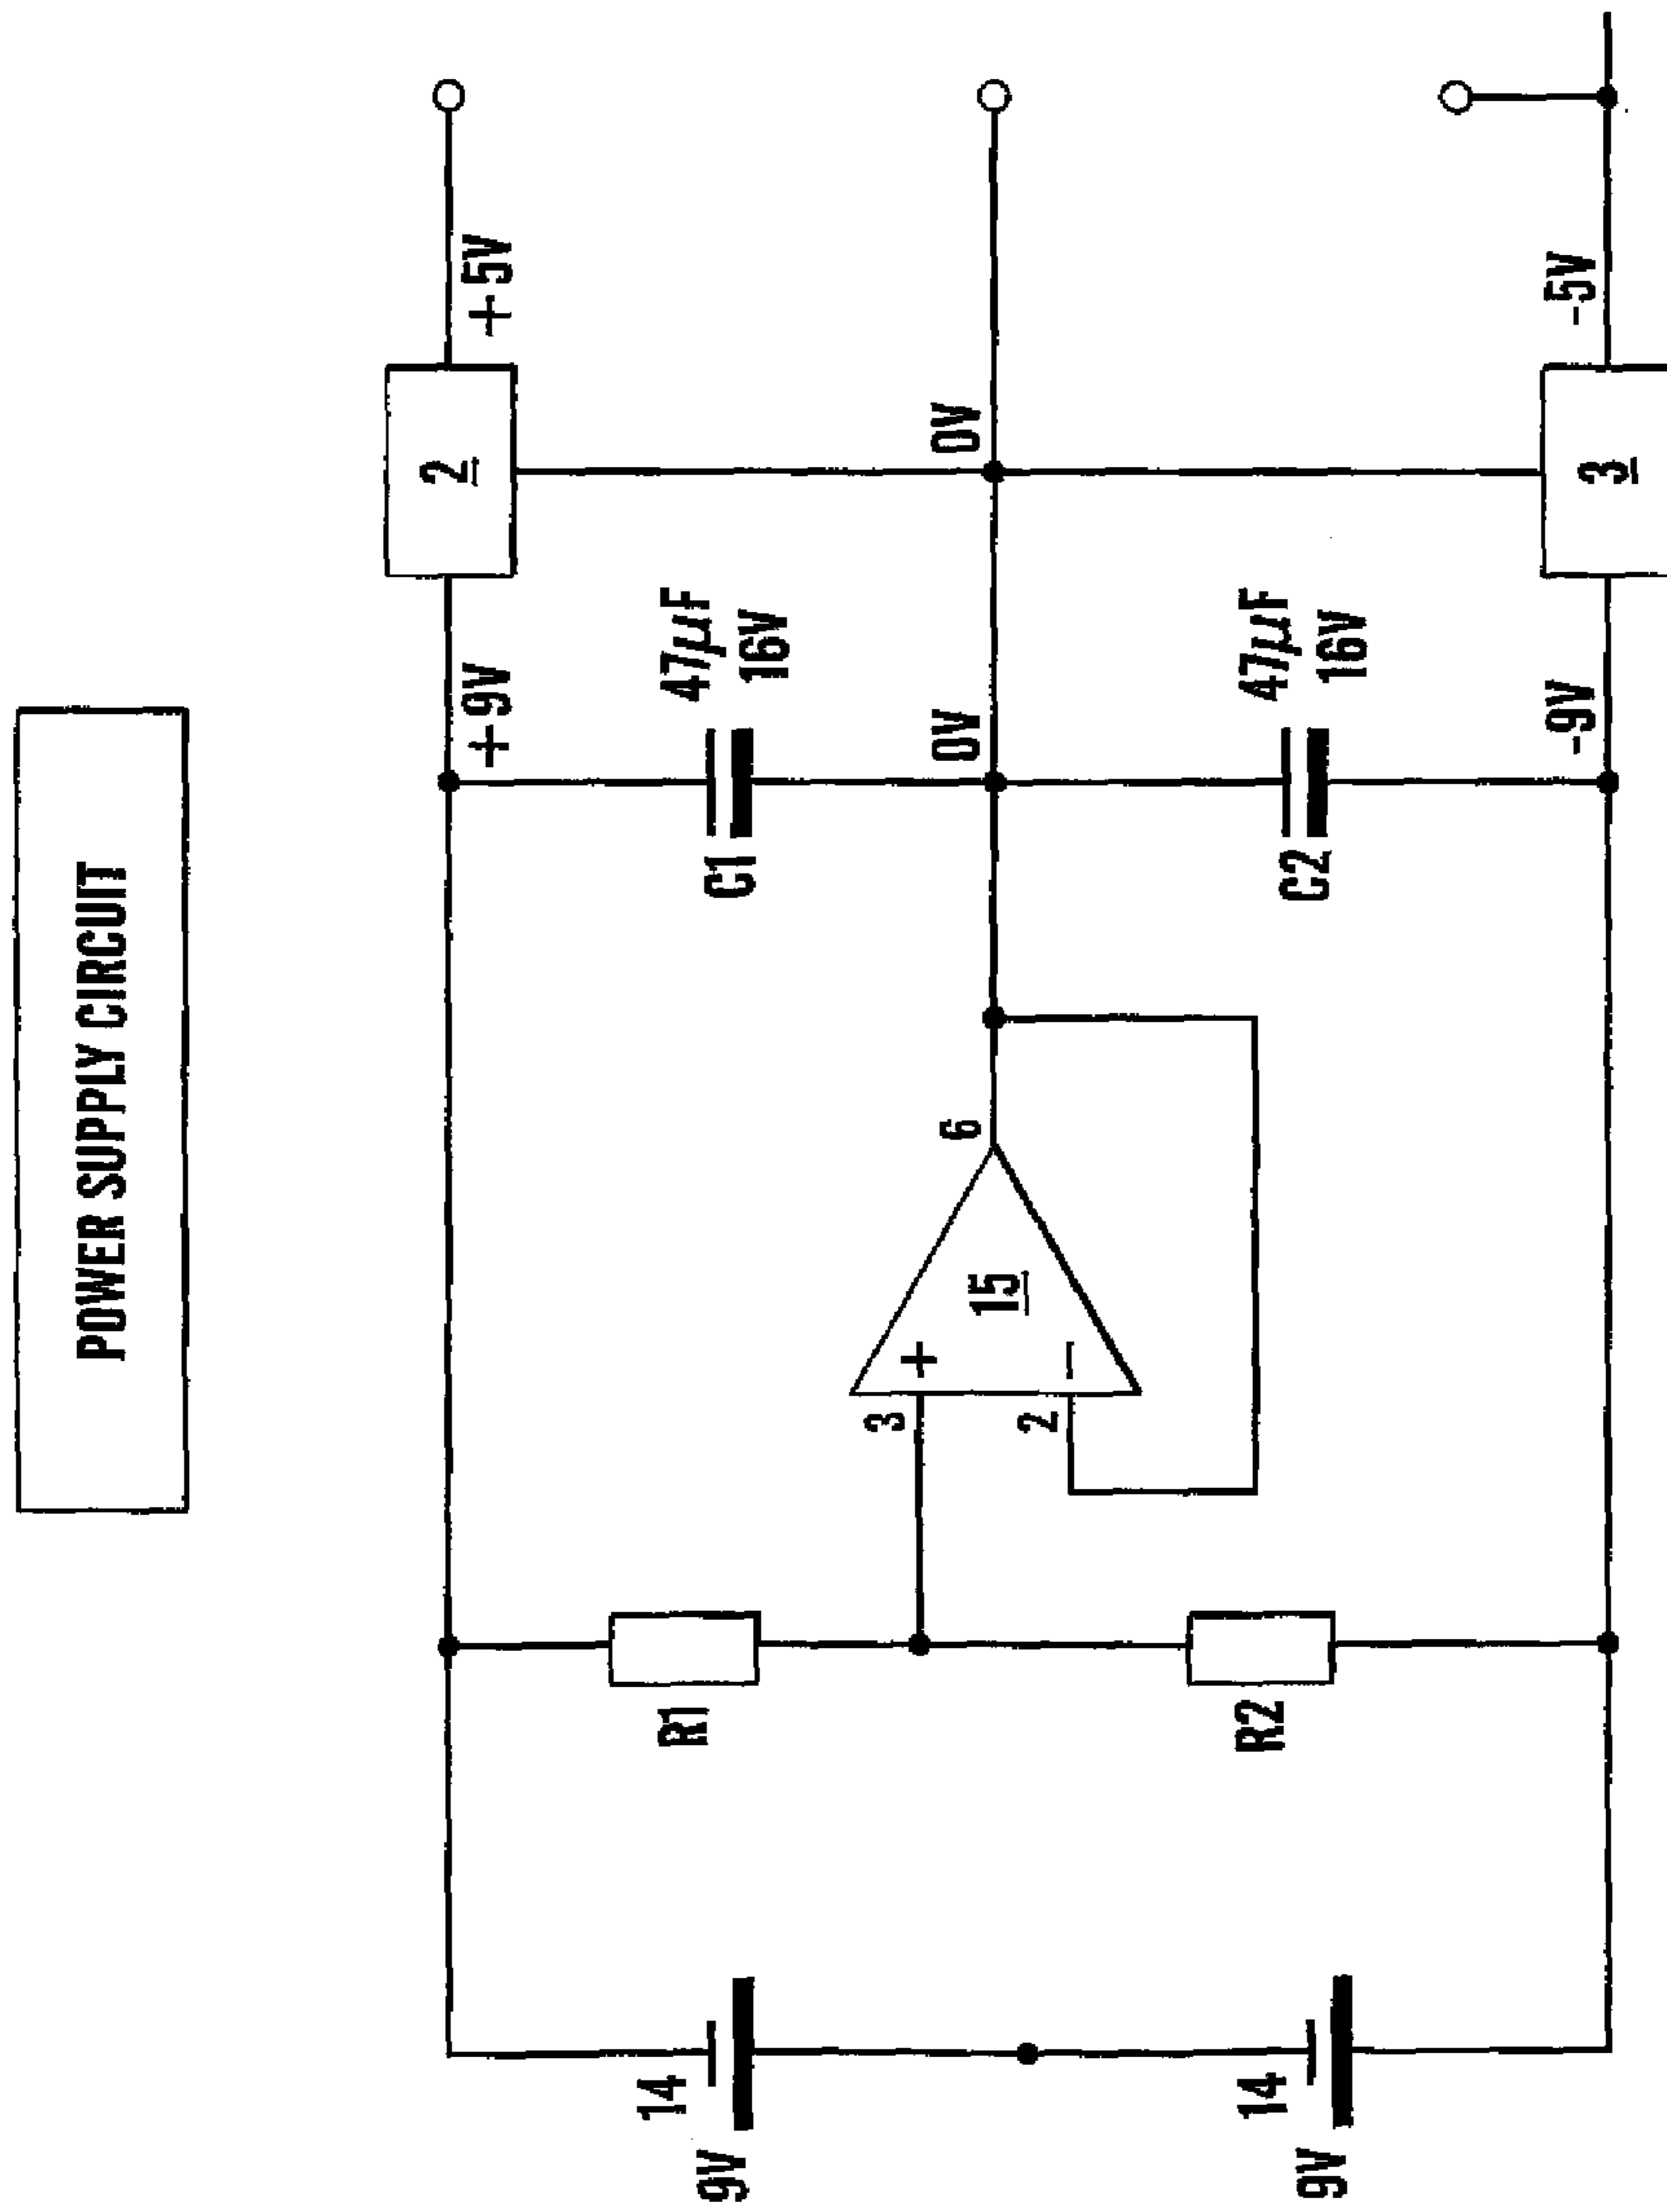 POWER SUPPLY CIRCUIT
9V
14
R1
3
+
15
6
C1
47μF
16V
+9V
2
+5V
2
-
0V
0V
9V
14
R2
C2
47μF
16V
-9V
3
-5V